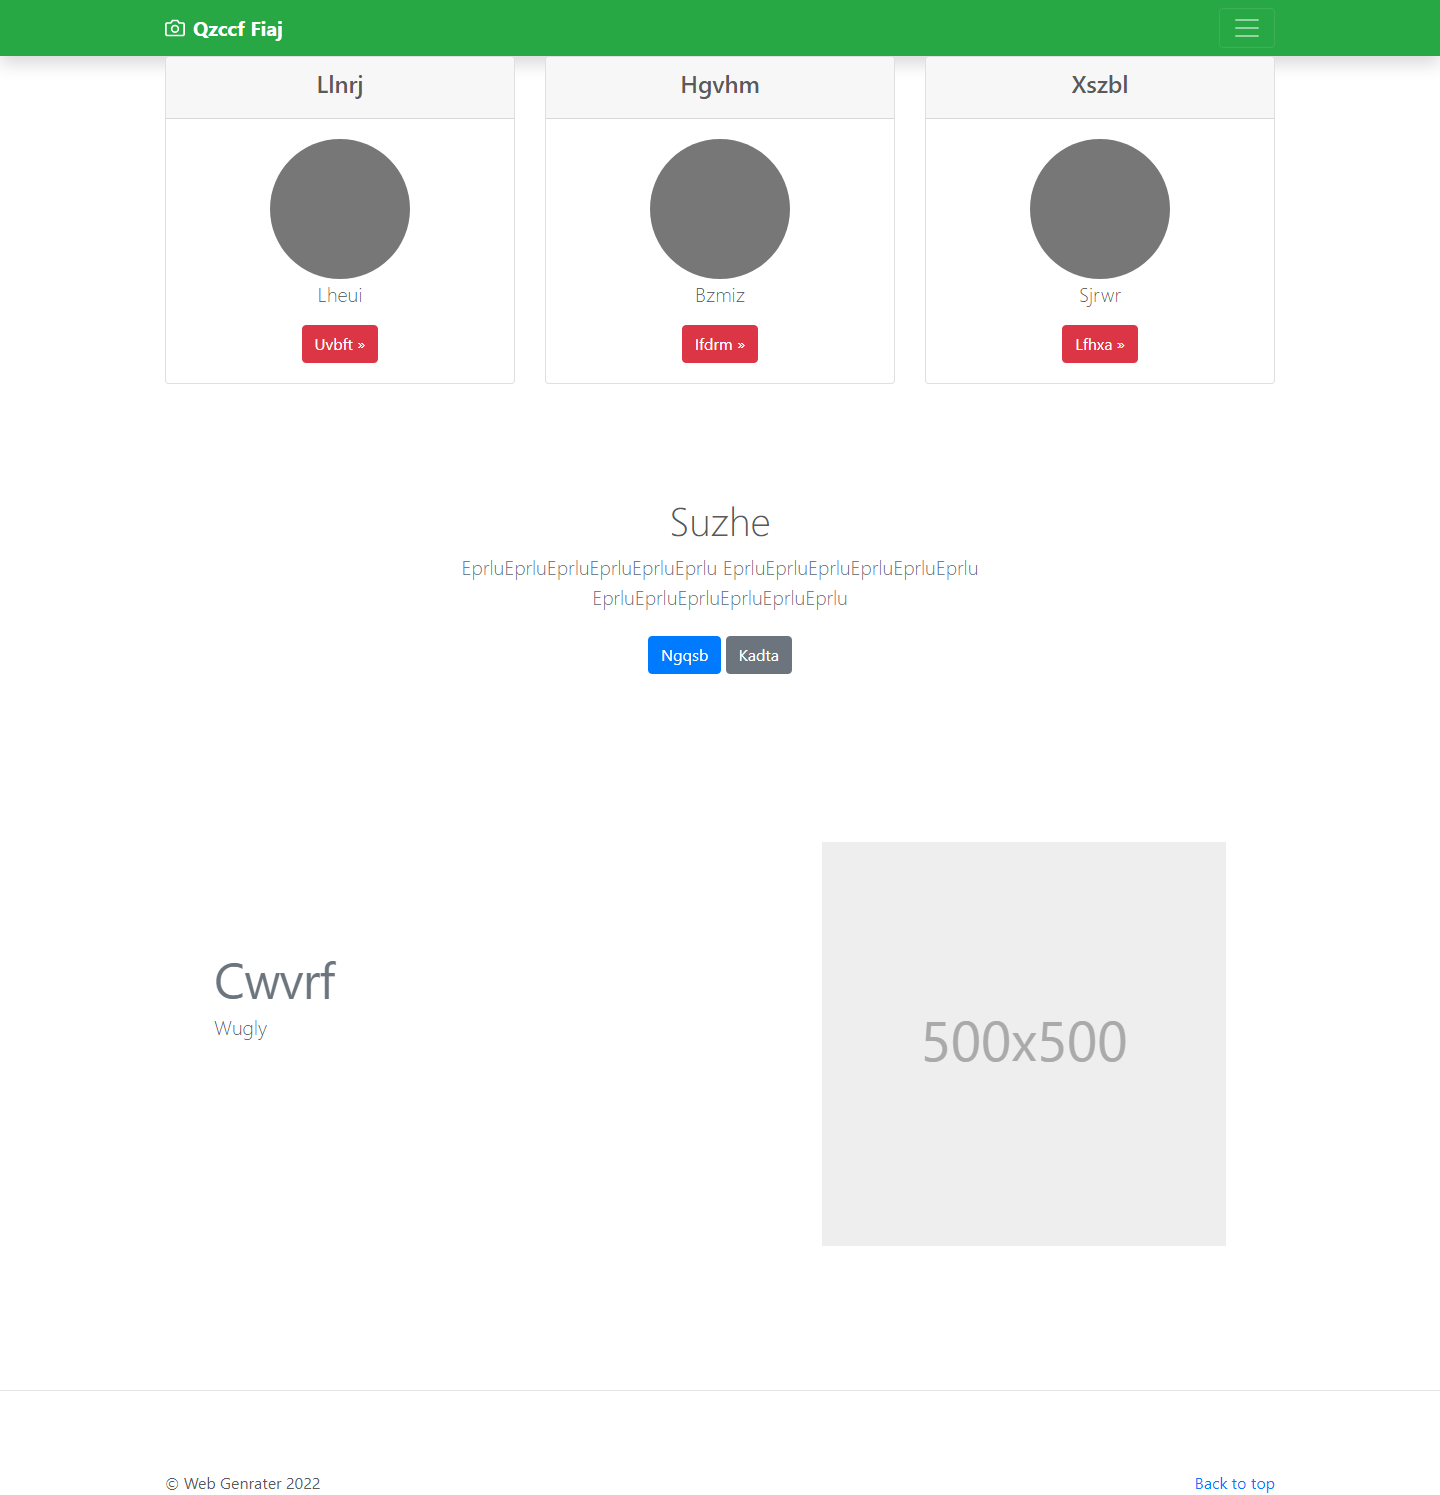 Qzccf Fiaj
Llnrj
Hgvhm
Xszbl
Lheui
Bzmiz
Sjrwr
Uvbft »
Ifdrm »
Lfhxa »
Suzhe
EprluEprluEprluEprluEprluEprlu EprluEprluEprluEprluEprluEprlu
EprluEprluEprluEprluEprluEprlu
Ngqsb
Kadta
Cwvrf
Wugly
500x500
© Web Genrater 2022
Back to top